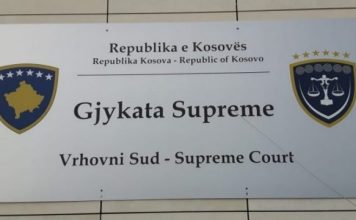 Republika e Kosovës
Republika Kosova - Republic of Kosovo
Gjykata Supreme
Vrhovni Sud - Supreme Court